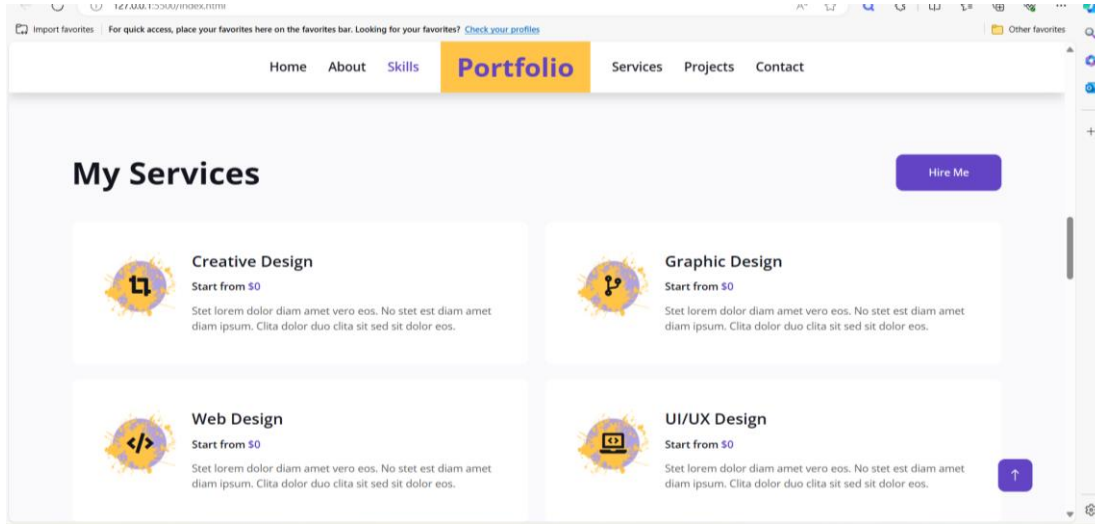 127.0.0.1:5500/index.html
Import favorites For quick access, place your favorites here on the favorites bar. Looking for your favorites? Check your profiles Other favorites
Home About Skills Portfolio Services Projects Contact
My Services
Hire Me
Creative Design
Start from $0
Stet lorem dolor diam amet vero eos. No stet est diam amet
diam ipsum. Clita dolor duo clita sit sed sit dolor eos.
Graphic Design
Start from $0
Stet lorem dolor diam amet vero eos. No stet est diam amet
diam ipsum. Clita dolor duo clita sit sed sit dolor eos.
Web Design
Start from $0
Stet lorem dolor diam amet vero eos. No stet est diam amet
diam ipsum. Clita dolor duo clita sit sed sit dolor eos.
UI/UX Design
Start from $0
Stet lorem dolor diam amet vero eos. No stet est diam amet
diam ipsum. Clita dolor duo clita sit sed sit dolor eos.